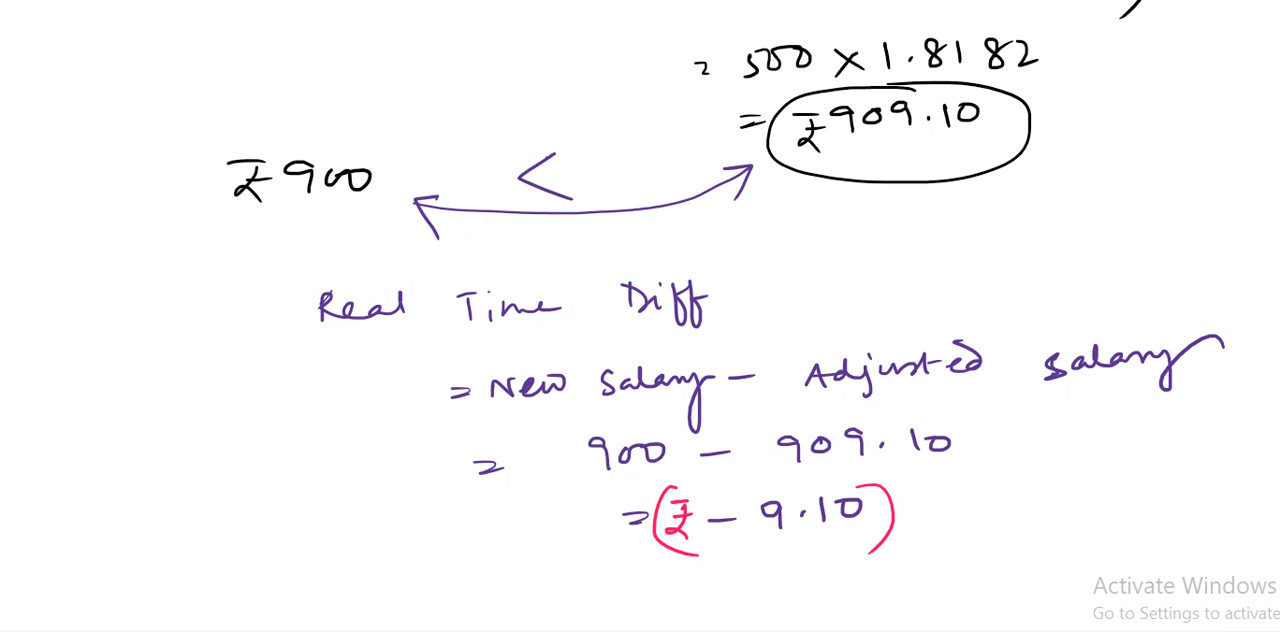 = 500 × 1.8182
= ₹909.10
₹900 <
Real Time Diff
= New Salary - Adjusted Salary
= 900 - 909.10
= (₹ - 9.10)
Activate Windows
Go to Settings to activate